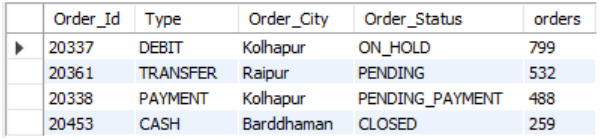 Order_Id Type Order_City Order_Status orders
20337 DEBIT Kolhapur ON_HOLD 799
20361 TRANSFER Raipur PENDING 532
20338 PAYMENT Kolhapur PENDING_PAYMENT 488
20453 CASH Barddhaman CLOSED 259